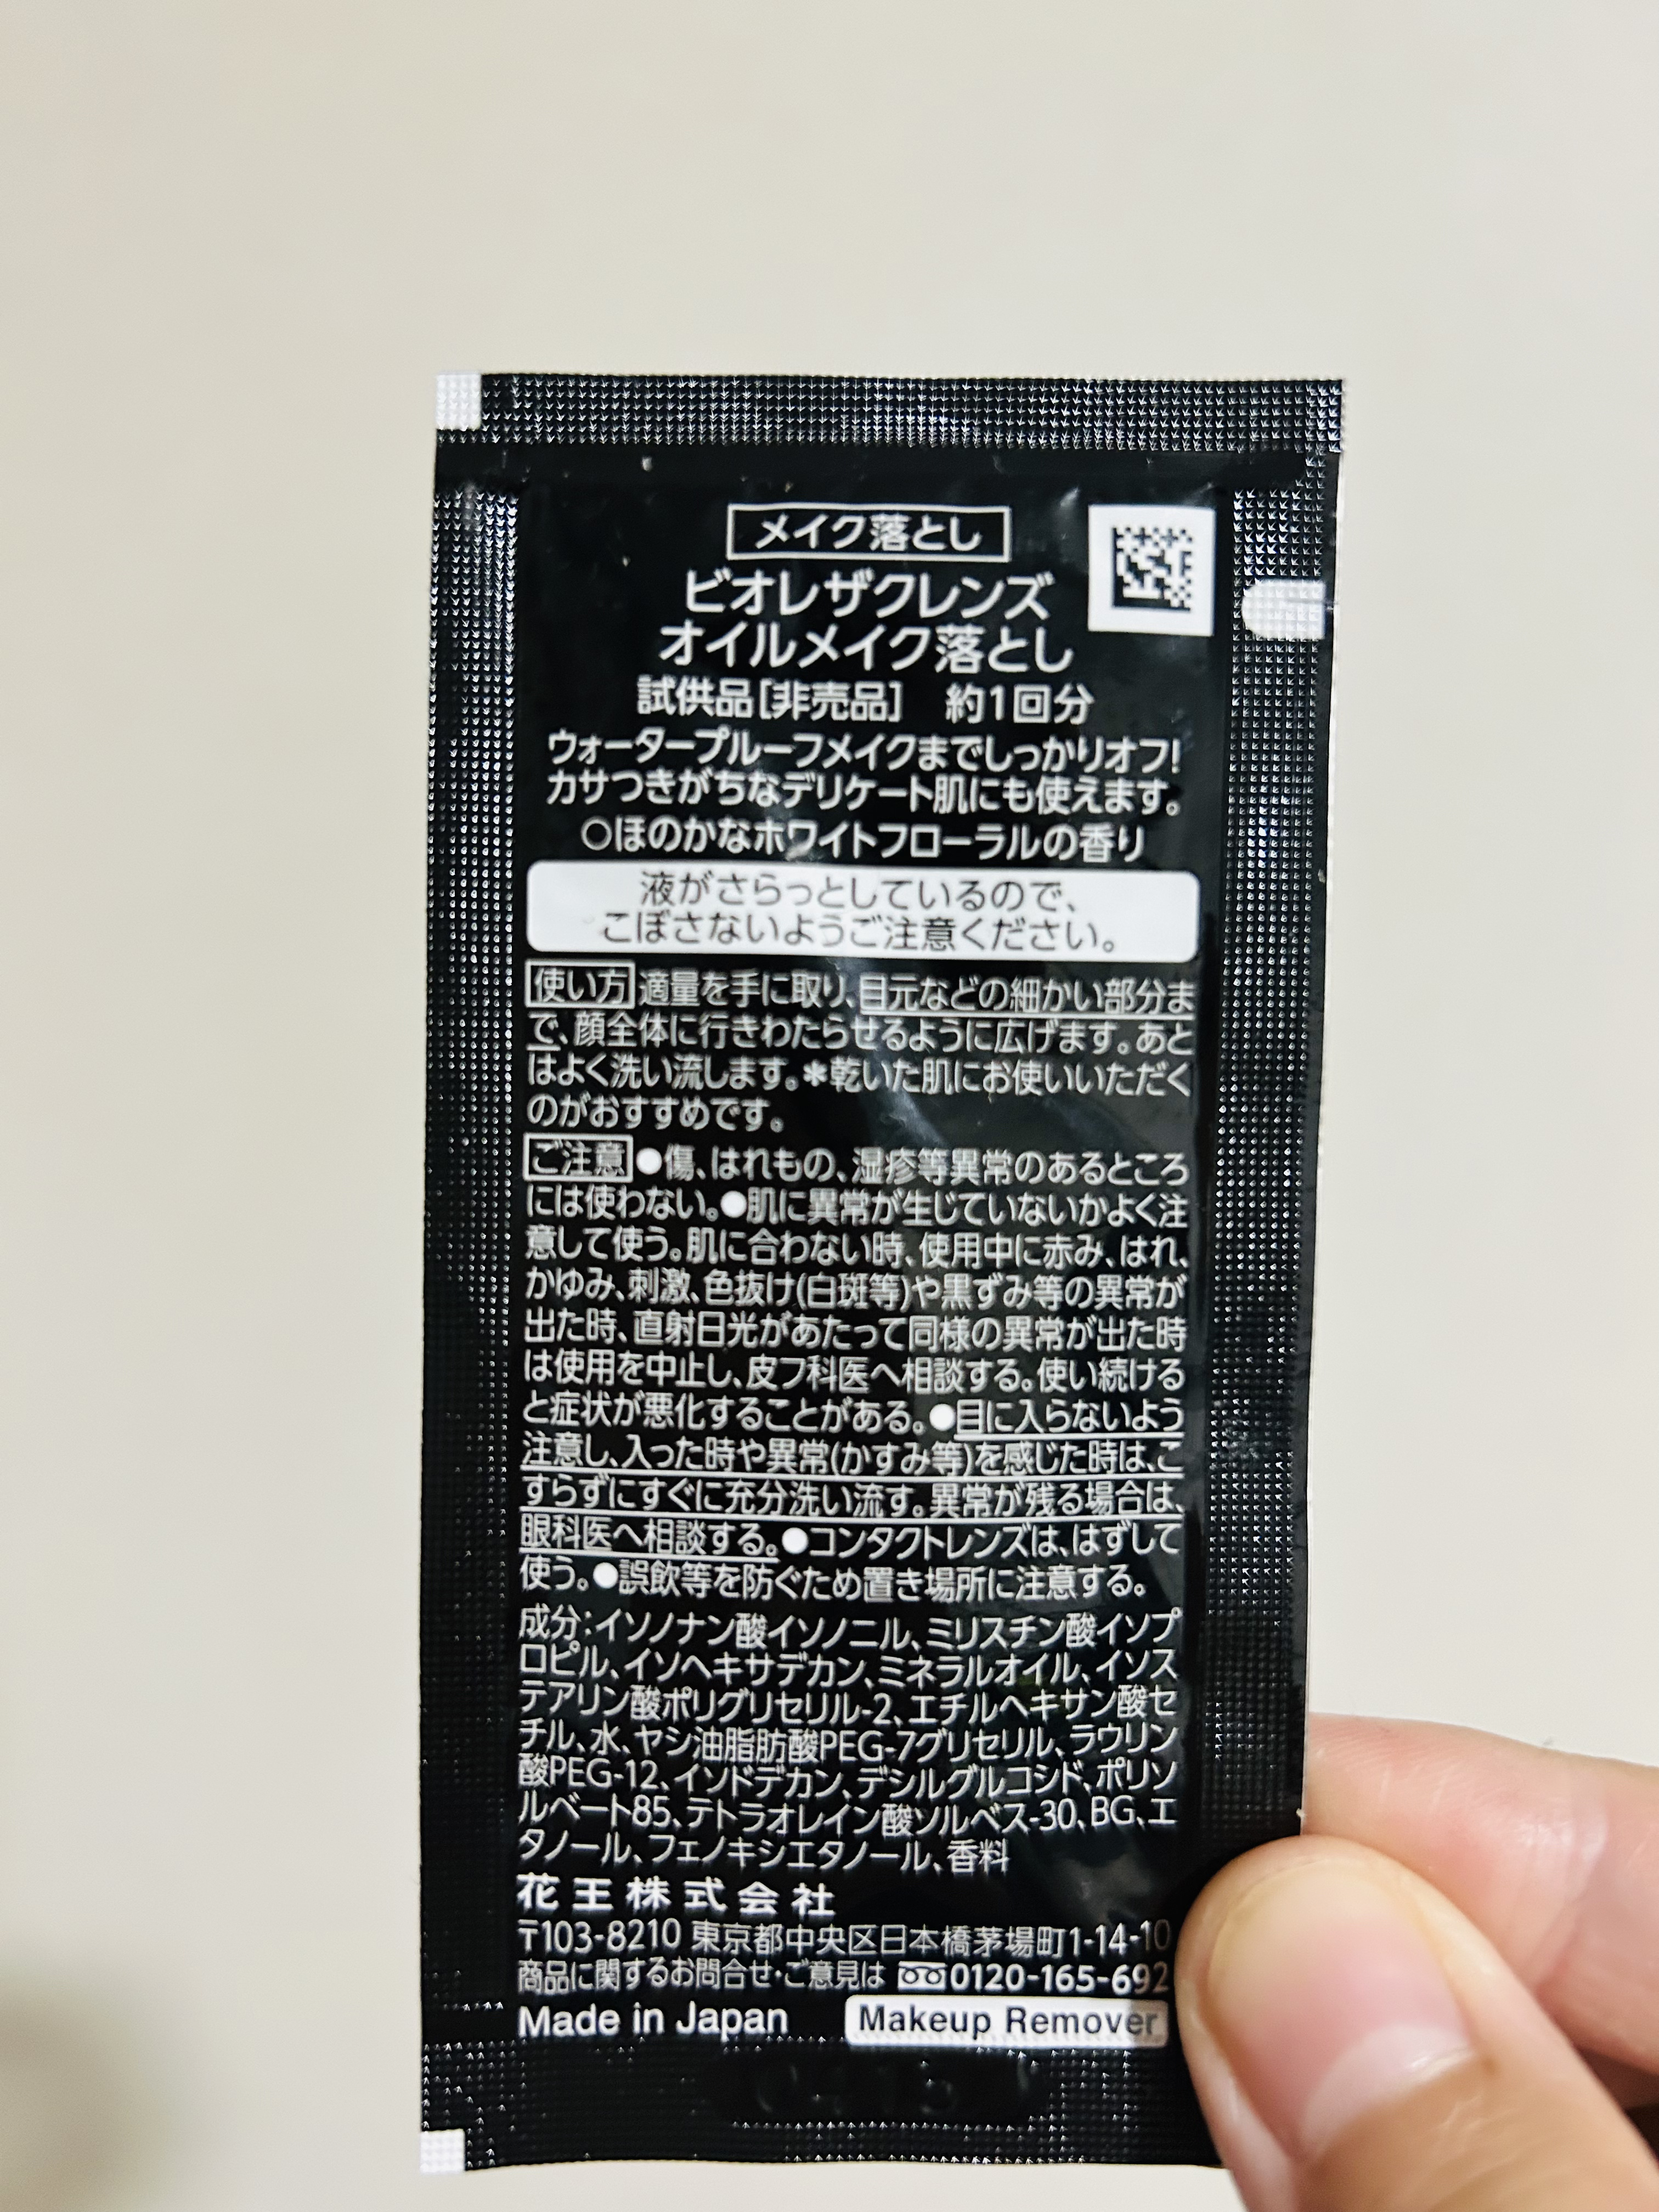 メイク落とし
ビオレザクレンズ
オイルメイク落とし
試供品[非売品] 約1回分
ウォータープルーフメイクまでしっかりオフ!
カサつきがちなデリケート肌にも使えます。
○ほのかなホワイトフローラルの香り
液がさらっとしているので、
こぼさないようご注意ください。
使い方 適量を手に取り、目元などの細かい部分ま
で、顔全体に行きわたらせるように広げます。あと
はよく洗い流します。*乾いた肌にお使いいただく
のがおすすめです。
ご注意 ●傷、はれもの、湿疹等異常のあるところ
には使わない。●肌に異常が生じていないかよく注
意して使う。肌に合わない時、使用中に赤み、はれ、
かゆみ、刺激、色抜け(白斑等)や黒ずみ等の異常が
出た時、直射日光があたって同様の異常が出た時
は使用を中止し、皮フ科医へ相談する。使い続ける
と症状が悪化することがある。●目に入らないよう
注意し、入った時や異常(かすみ等)を感じた時は、こ
すらずにすぐに充分洗い流す。異常が残る場合は、
眼科医へ相談する。●コンタクトレンズは、はずして
使う。●誤飲等を防ぐため置き場所に注意する。
成分:イソノナン酸イソノニル、ミリスチン酸イソプ
ロピル、イソヘキサデカン、ミネラルオイル、イソス
テアリン酸ポリグリセリル-2、エチルヘキサン酸セ
チル、水、ヤシ油脂肪酸PEG-7グリセリル、ラウリン
酸PEG-12、イソドデカン、デシルグルコシド、ポリソ
ルベート85、テトラオレイン酸ソルベス-30、BG、エ
タノール、フェノキシエタノール、香料
花王株式会社
〒103-8210 東京都中央区日本橋茅場町1-14-10
商品に関するお問合せ・ご意見は 0120-165-692
Made in Japan Makeup Remover